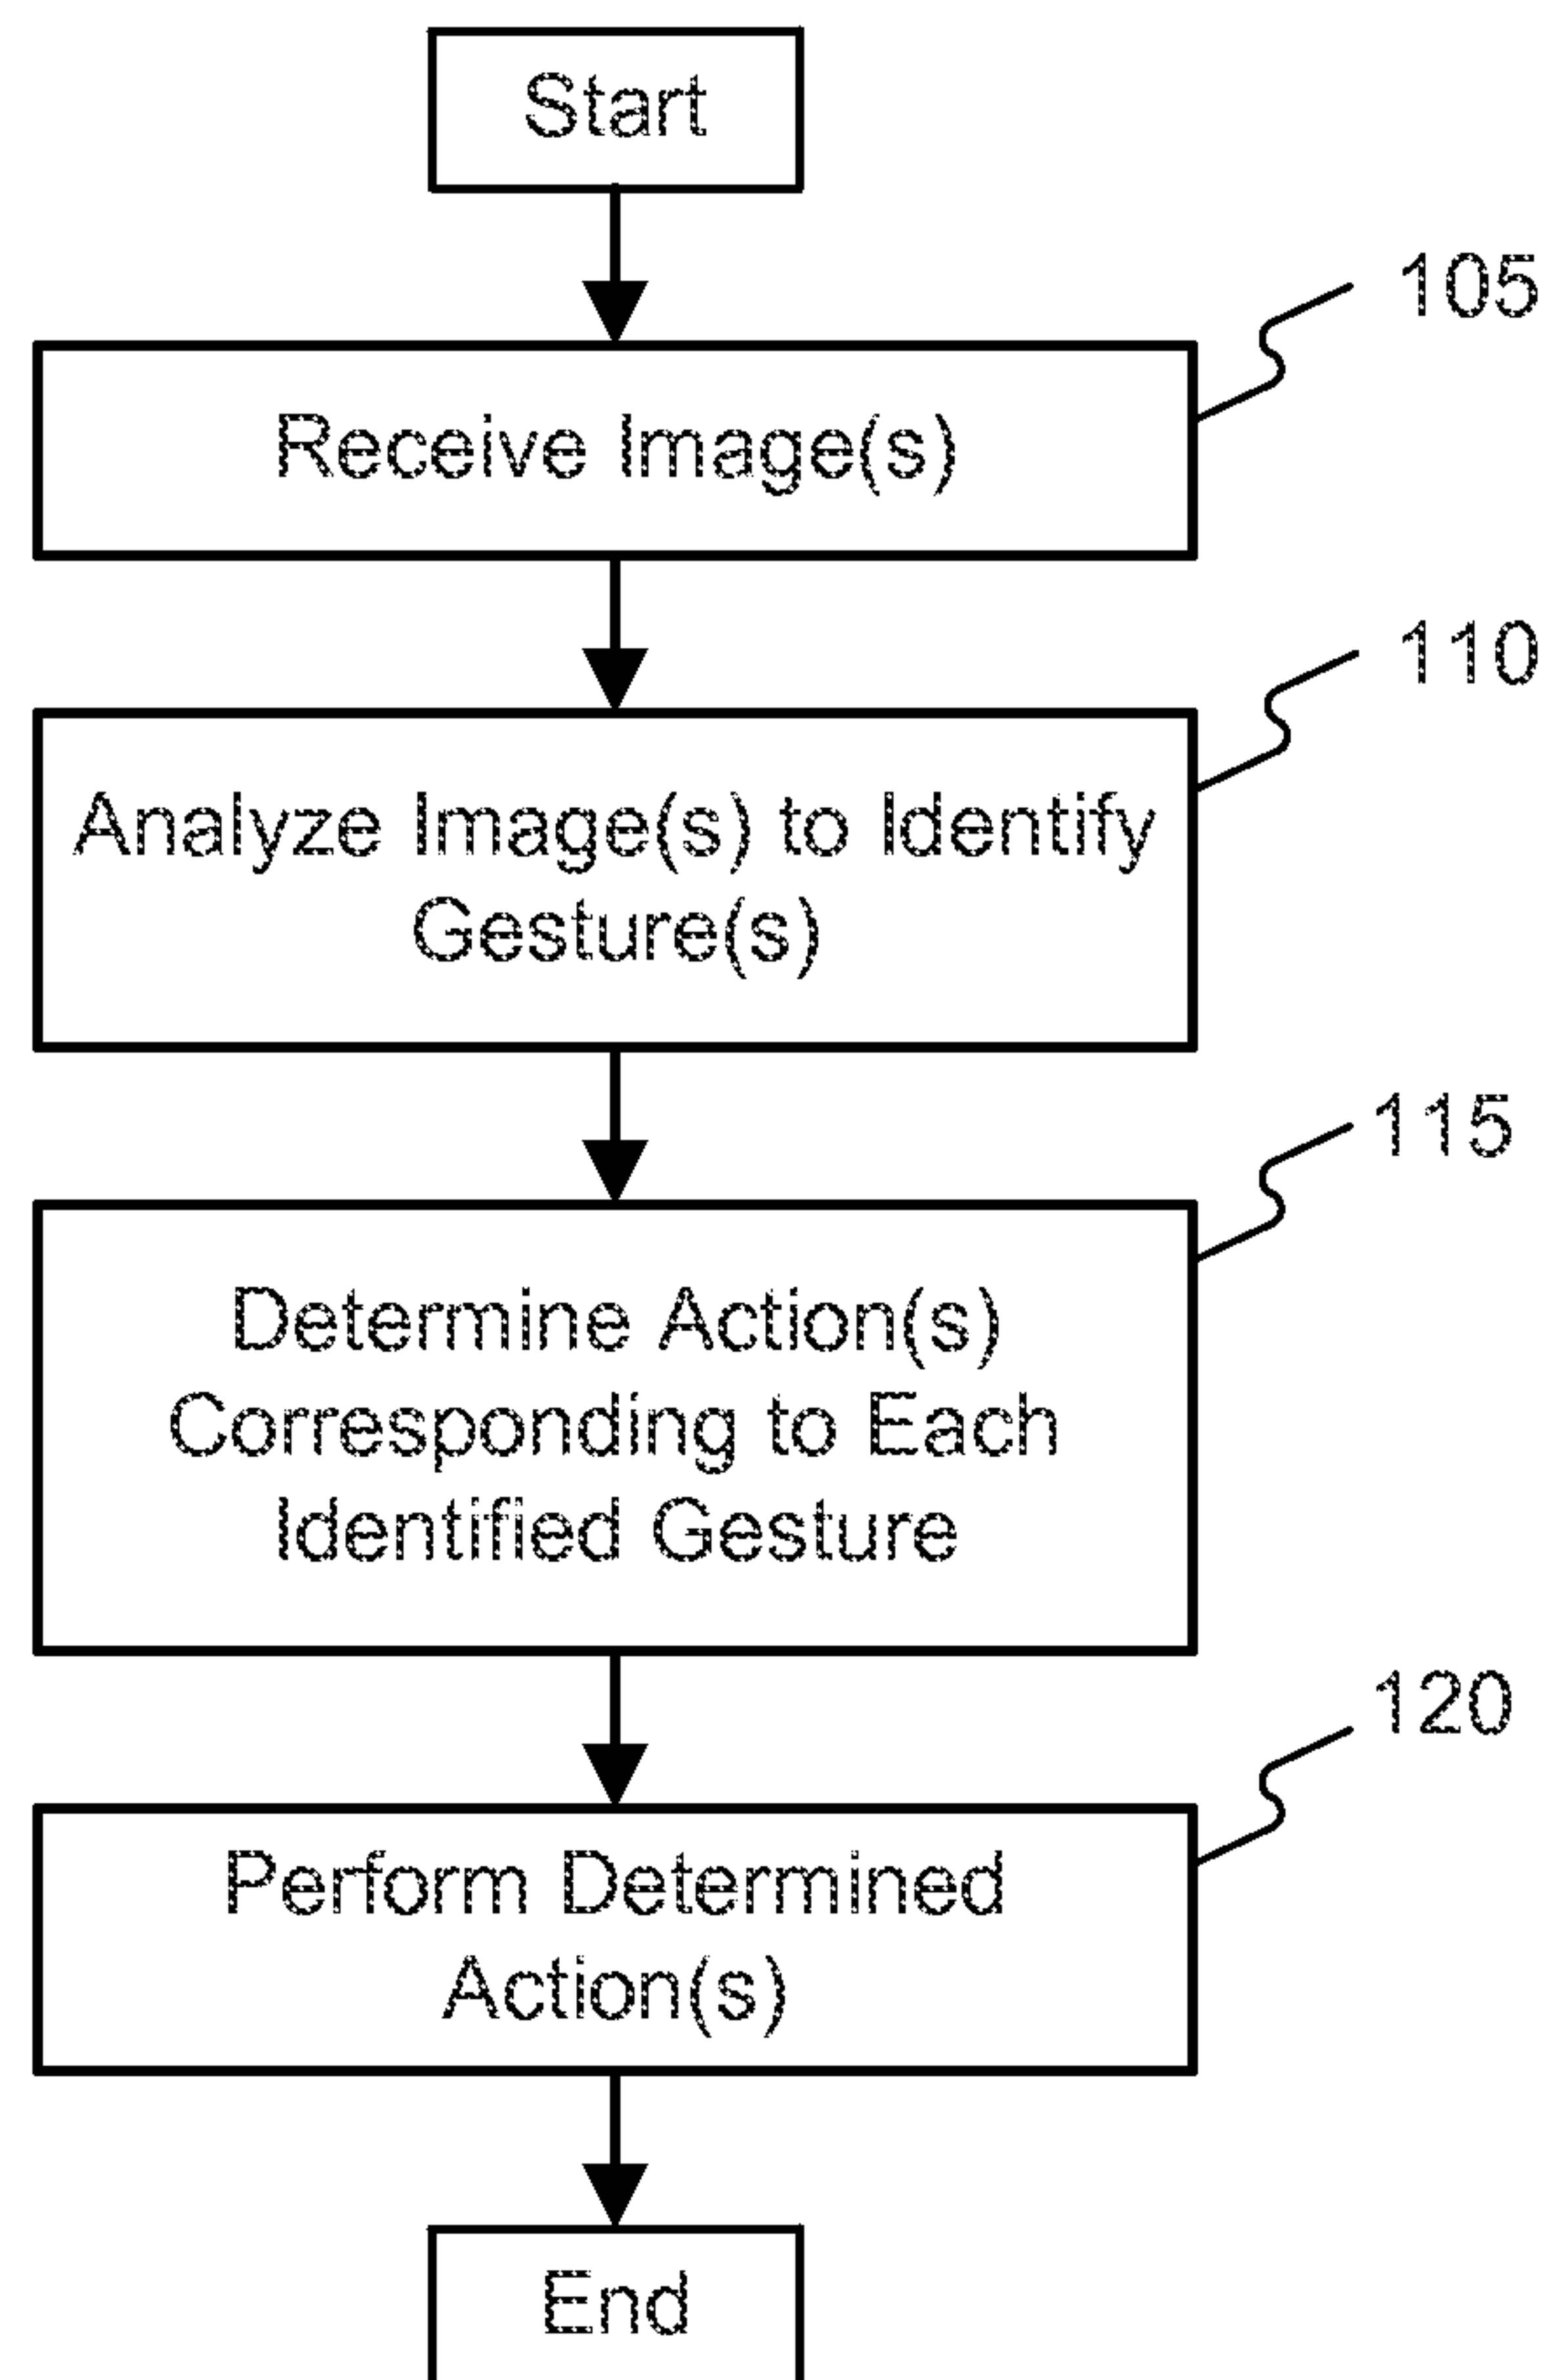 Start
105
Receive Image(s)
110
Analyze Image(s) to Identify
Gesture(s)
115
Determine Action(s)
Corresponding to Each
Identified Gesture
120
Perform Determined
Action(s)
End